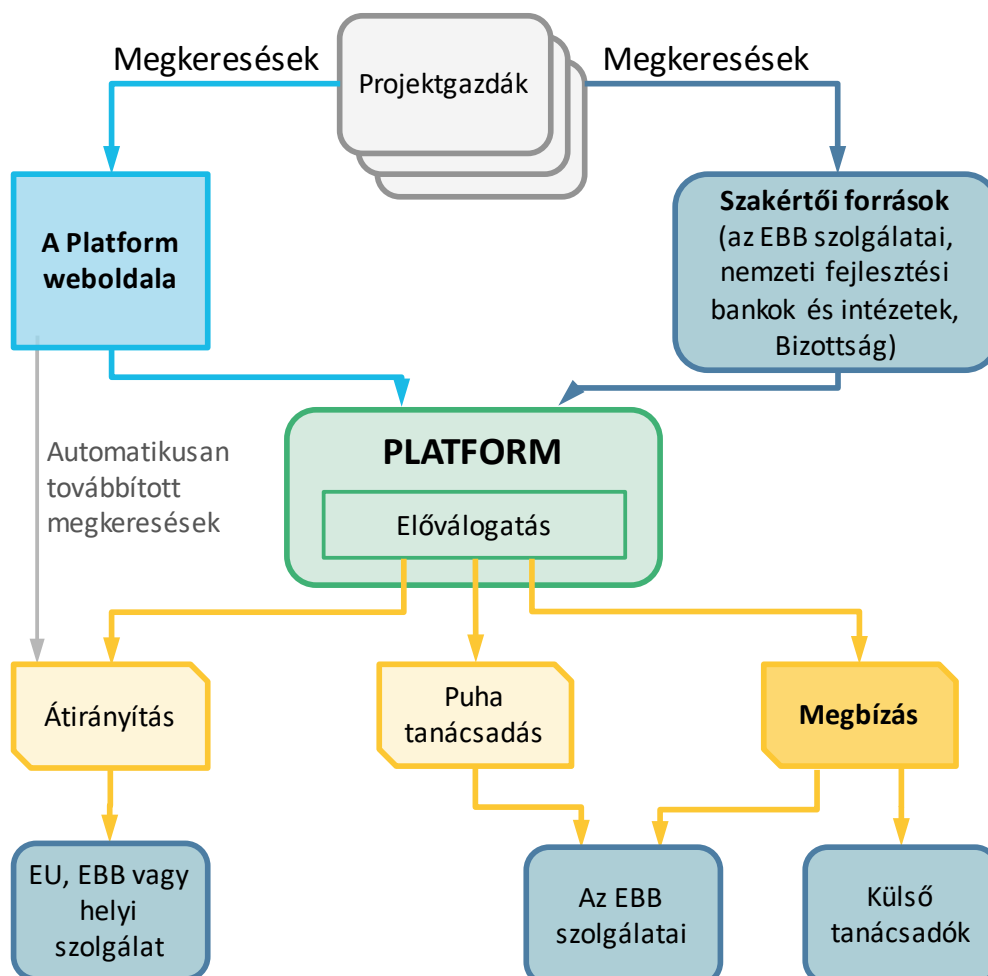 Megkeresések
Projektgazdák
Megkeresések
A Platform
weboldala
Szakértői források
(az EBB szolgálatai,
nemzeti fejlesztési
bankok és intézetek,
Bizottság)
Automatikusan
továbbított
megkeresések
PLATFORM
Előválogatás
Átirányítás
Puha
tanácsadás
Megbízás
EU, EBB vagy
helyi
szolgálat
Az EBB
szolgálatai
Külső
tanácsadók